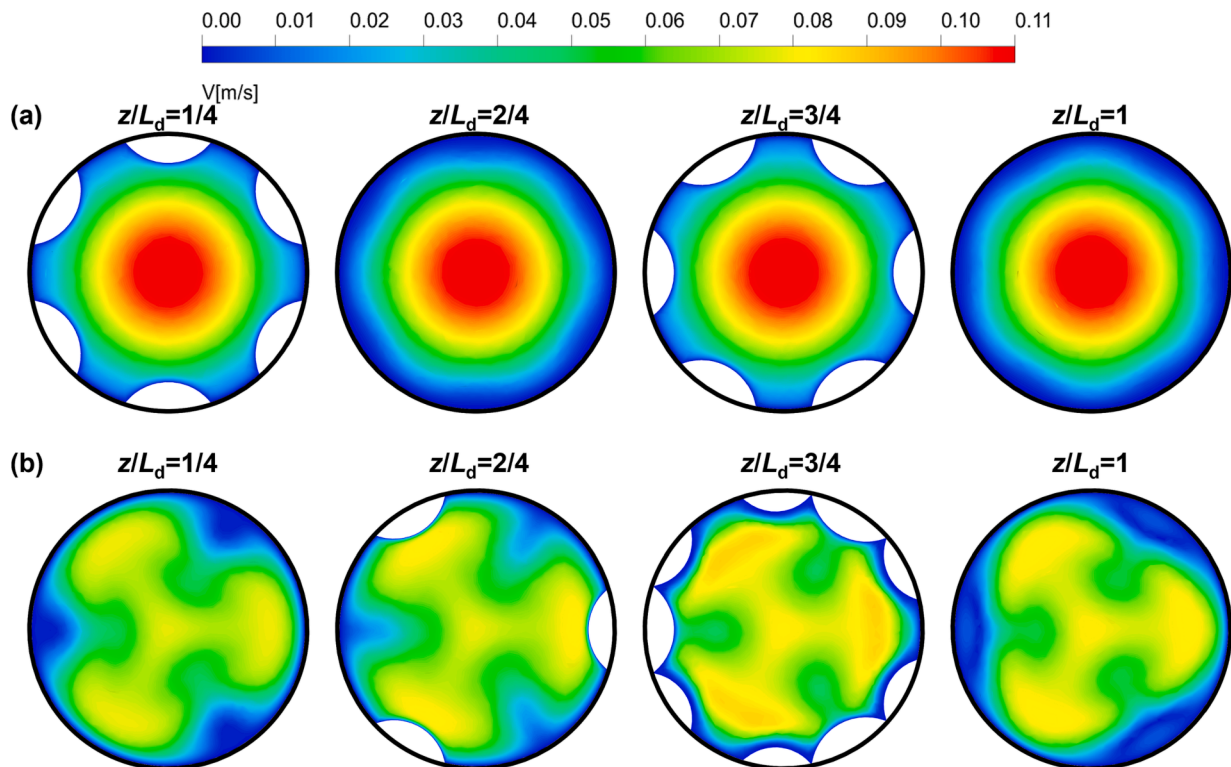 0.00 0.01 0.02 0.03 0.04 0.05 0.06 0.07 0.08 0.09 0.10 0.11
V[m/s]
(a) z/Ld=1/4 z/Ld=2/4 z/Ld=3/4 z/Ld=1
(b) z/Ld=1/4 z/Ld=2/4 z/Ld=3/4 z/Ld=1